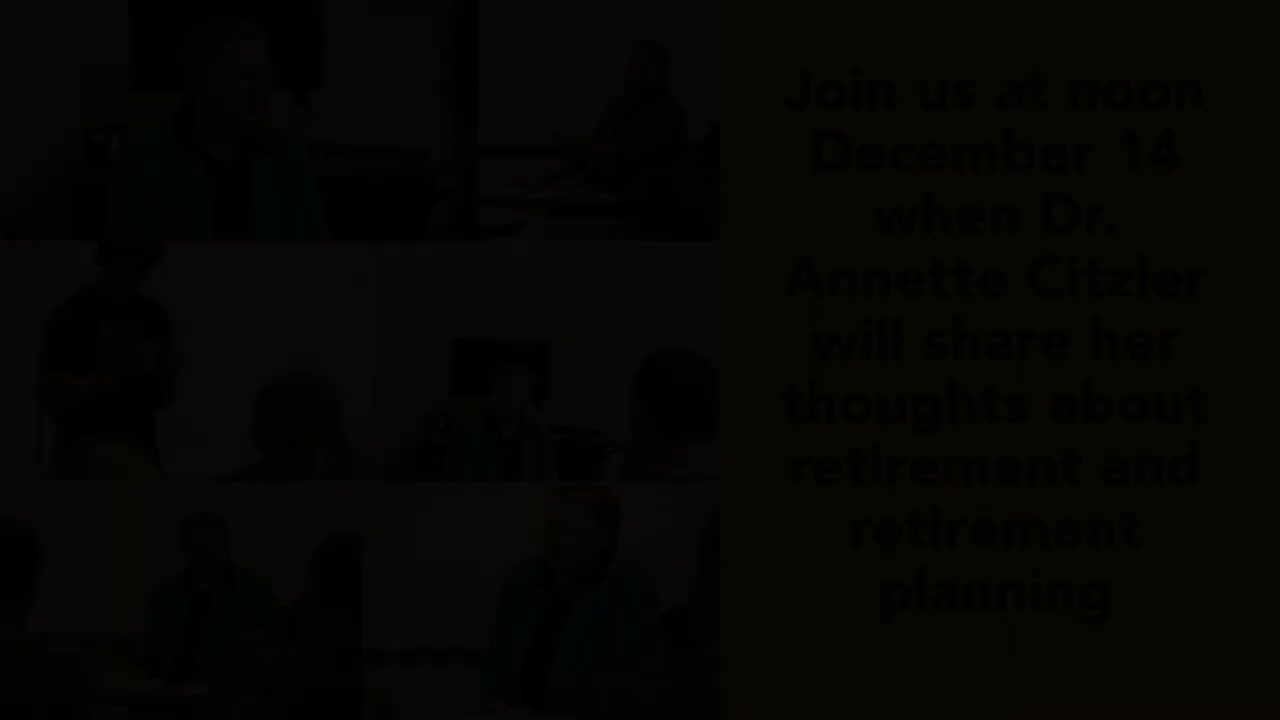 Join us at noon
December 14
when Dr.
Annette Citzler
will share her
thoughts about
retirement and
retirement
planning